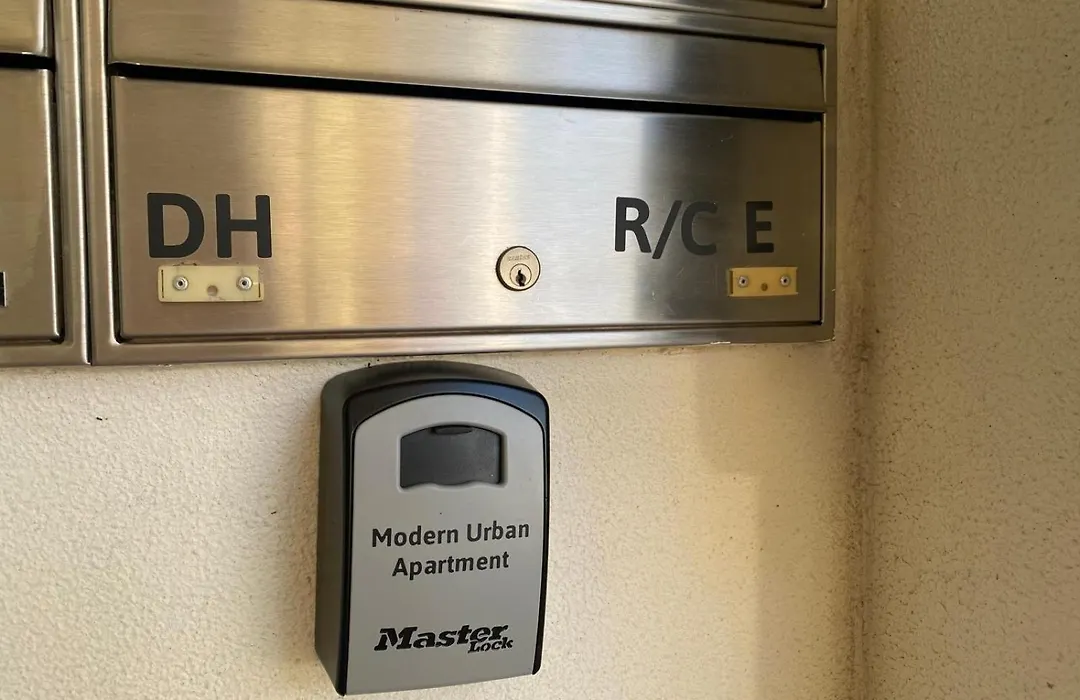 DH
R/C E
Modern Urban
Apartment
Master
Lock